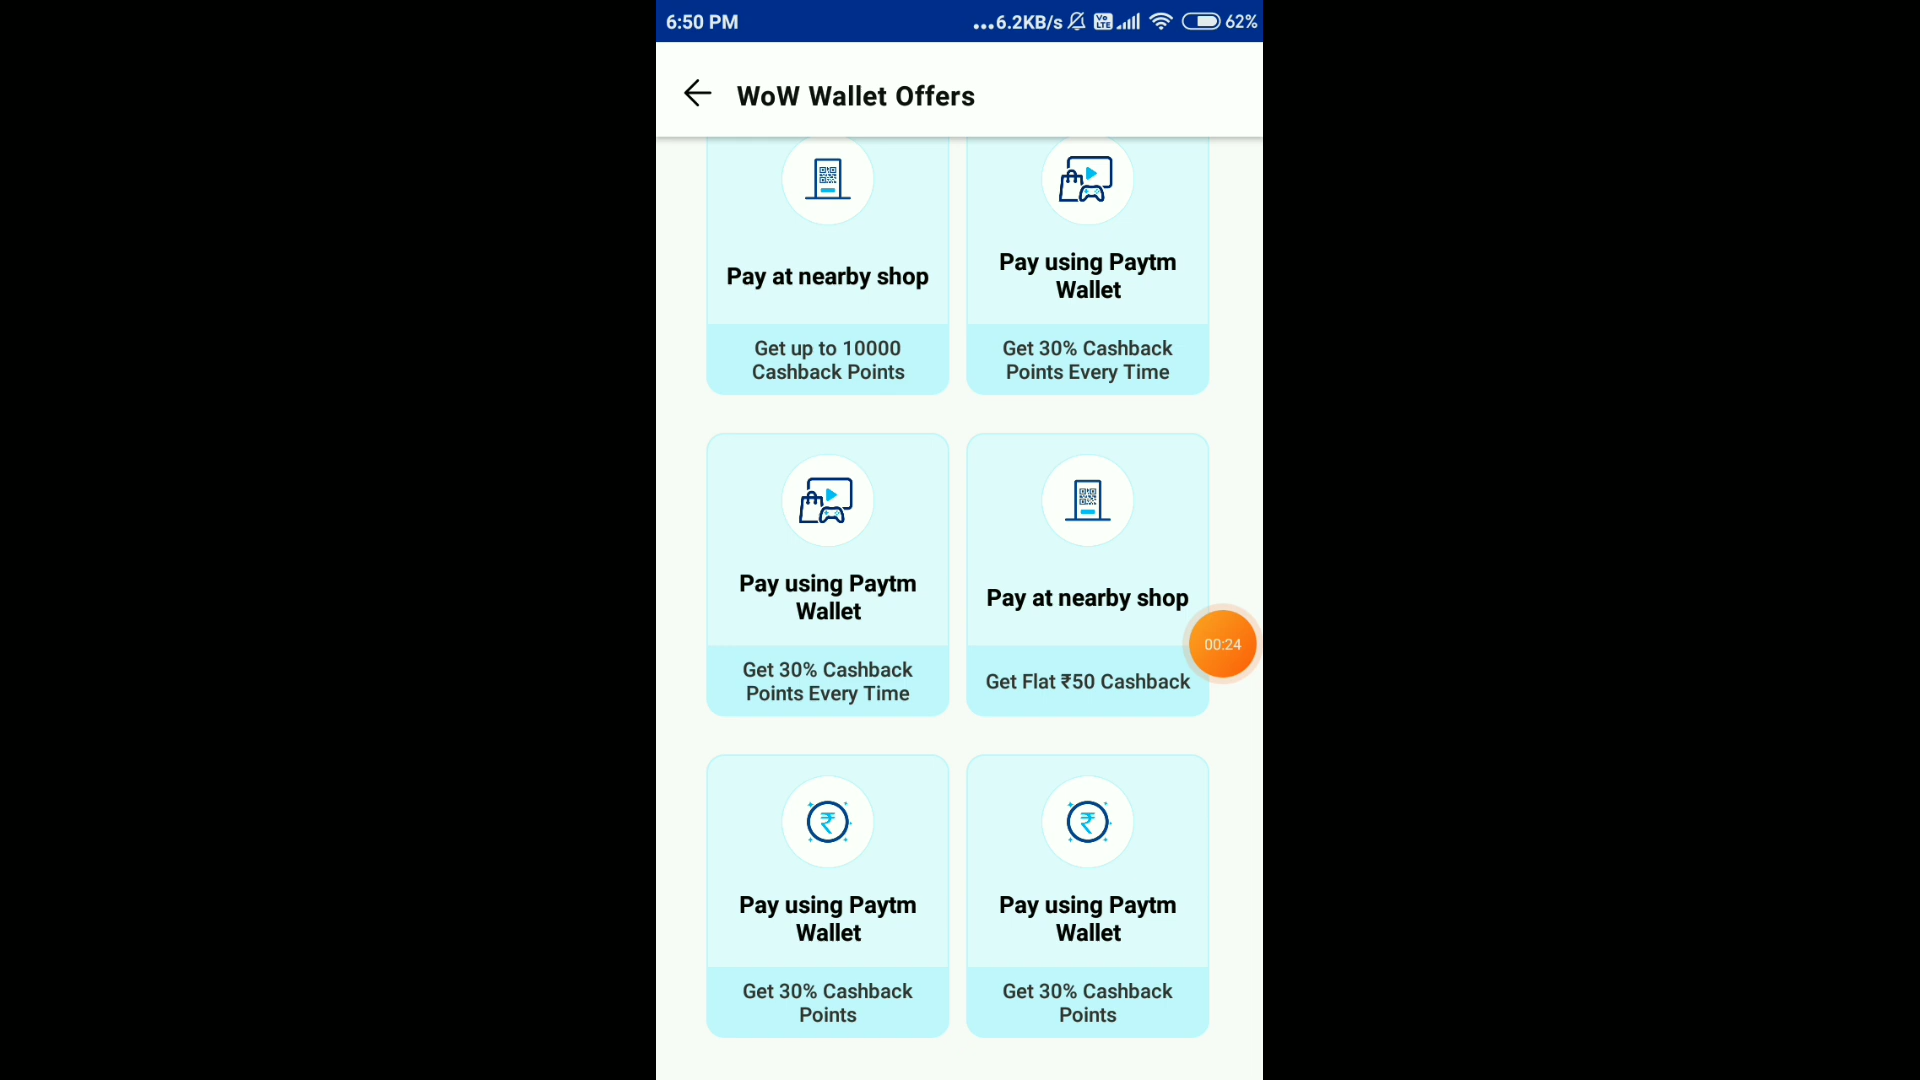 6:50 PM
...6.2KB/s
Vo
LTE
62%
WoW Wallet Offers
Pay at nearby shop
Get up to 10000
Cashback Points
Pay using Paytm
Wallet
Get 30% Cashback
Points Every Time
Pay using Paytm
Wallet
Get 30% Cashback
Points Every Time
Pay at nearby shop
Get Flat ₹50 Cashback
00:24
₹
Pay using Paytm
Wallet
Get 30% Cashback
Points
₹
Pay using Paytm
Wallet
Get 30% Cashback
Points